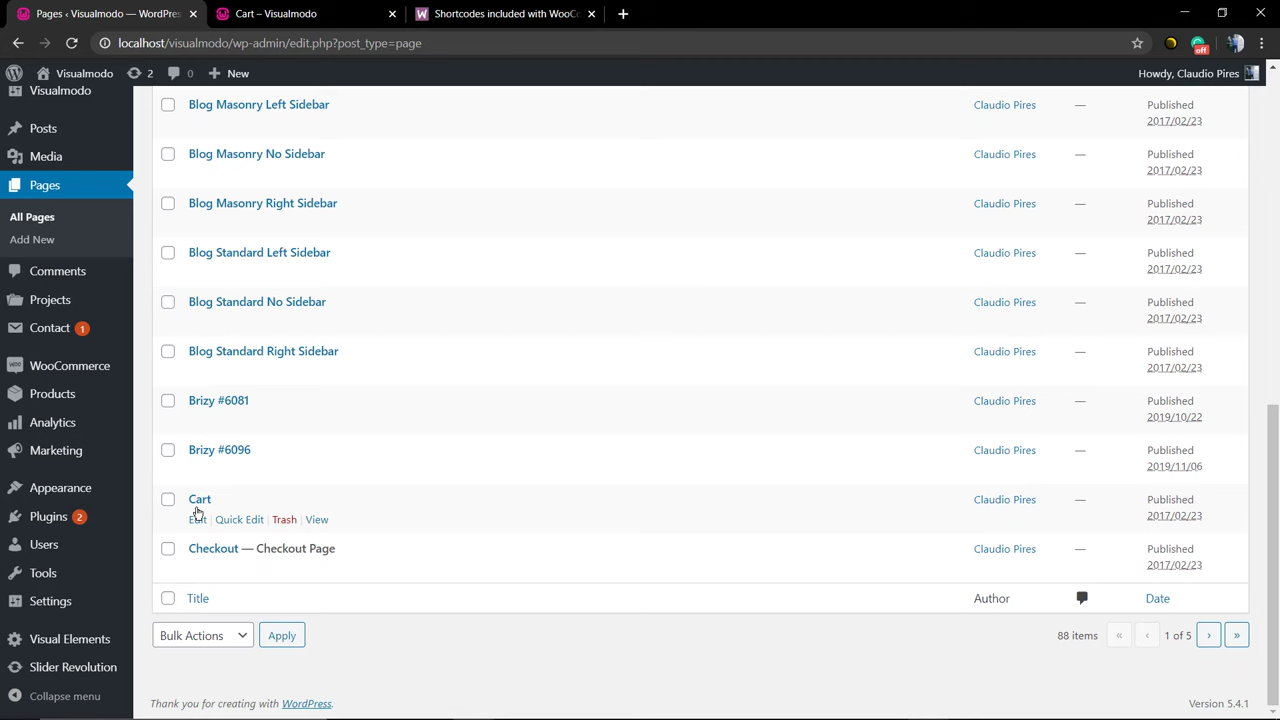 Pages ‹ Visualmodo — WordPres
Cart – Visualmodo
Shortcodes included with WooCo
localhost/visualmodo/wp-admin/edit.php?post_type=page
off
Visualmodo
2
0
New
Howdy, Claudio Pires
Visualmodo
Posts
Media
Pages
All Pages
Add New
Comments
Projects
Contact 1
WooCommerce
Products
Analytics
Marketing
Appearance
Plugins 2
Users
Tools
Settings
Visual Elements
Slider Revolution
Collapse menu
Blog Masonry Left Sidebar Claudio Pires — Published
2017/02/23
Blog Masonry No Sidebar Claudio Pires — Published
2017/02/23
Blog Masonry Right Sidebar Claudio Pires — Published
2017/02/23
Blog Standard Left Sidebar Claudio Pires — Published
2017/02/23
Blog Standard No Sidebar Claudio Pires — Published
2017/02/23
Blog Standard Right Sidebar Claudio Pires — Published
2017/02/23
Brizy #6081 Claudio Pires — Published
2019/10/22
Brizy #6096 Claudio Pires — Published
2019/11/06
Cart Claudio Pires — Published
Edit | Quick Edit | Trash | View 2017/02/23
Checkout — Checkout Page Claudio Pires — Published
2017/02/23
Title Author Date
Bulk Actions Apply 88 items « ‹ 1 of 5 › »
Thank you for creating with WordPress. Version 5.4.1